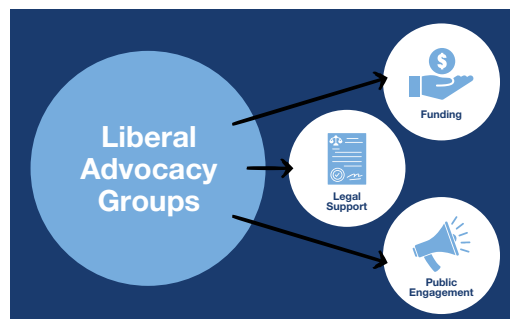 Liberal
Advocacy
Groups
$
Funding
Legal
Support
Public
Engagement